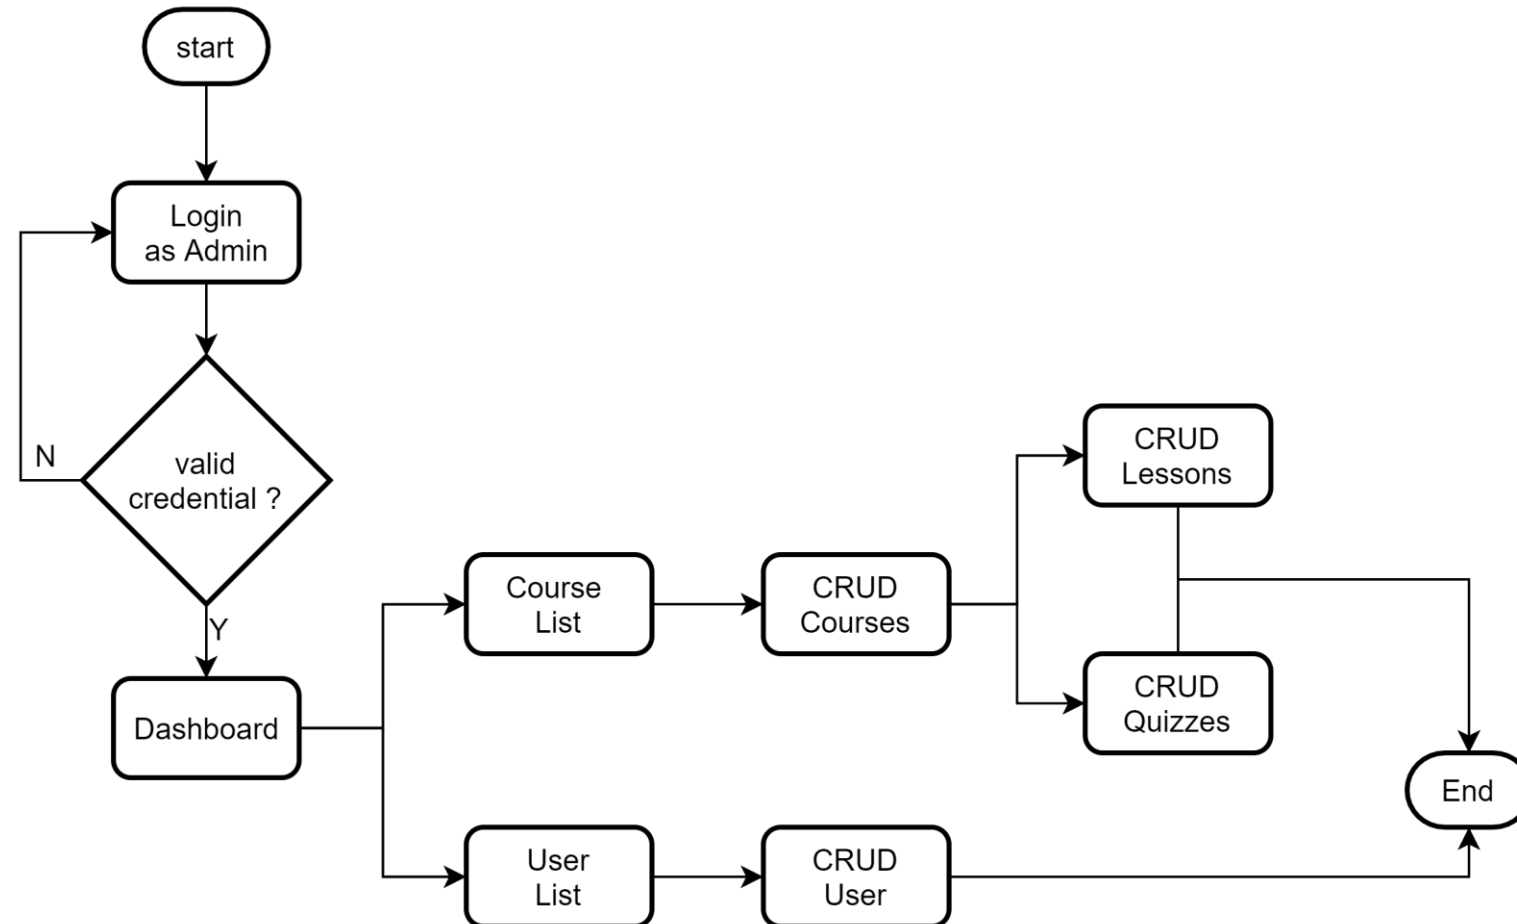 start
Login
as Admin
N
valid
credential ?
Y
Dashboard
Course
List
CRUD
Courses
CRUD
Lessons
CRUD
Quizzes
User
List
CRUD
User
End